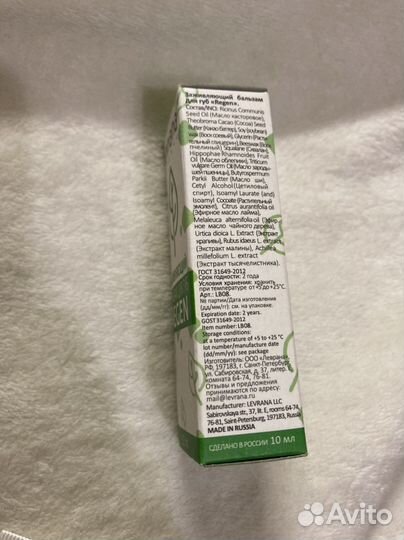 Заживляющий бальзам
для губ «Regen».
Состав/INCI: Ricinus Communis
Seed Oil (Масло касторовое),
Theobroma Cacao (Cocoa) Seed
Butter (Какао баттер), Soy (soybean)
wax (Воск соевый), Glycerin (Расти-
тельный глицерин), Beeswax (Воск
пчелиный), Squalane (Сквалан),
Hippophae Rhamnoides Fruit
Oil (Масло облепихи), Triticum
vulgare Germ Oil (Масло зароды-
шей пшеницы), Butyrospermum
Parkii Butter (Масло ши),
Cetyl Alcohol (Цетиловый
спирт), Isoamyl Laurate (and)
Isoamyl Cocoate (Растительный
эмолент), Citrus aurantifolia oil
(Эфирное масло лайма),
Melaleuca alternifolia oil (Эфир-
ное масло чайного дерева),
Urtica dioica L. Extract (Экстракт
крапивы), Rubus idaeus L. extract
(Экстракт малины), Achillea
millefolium L. extract
(Экстракт тысячелистника).
ГОСТ 31649-2012
Срок годности: 2 года
Условия хранения: хранить
при температуре от +5 до +25°С.
Арт.: LB08.
№ партии/Дата изготовления
(дд/мм/гг): см. на упаковке.
Expiration date: 2 years.
GOST 31649-2012
Item number: LB08.
Storage conditions:
at a temperature of +5 to +25 °C
lot number/manufacture date
(dd/mm/yy): see package
Изготовитель: ООО «Леврана»,
РФ, 197183, г. Санкт-Петербург,
ул. Сабировская, д. 37, литер
комната 64-74, 76-81.
Отзывы и предложения
принимаются на
mail@levrana.ru
Manufacturer: LEVRANA LLC
Sabirovskaya str., 37, lit. E, rooms 64-74,
76-81, Saint-Petersburg, 197183, Russia
MADE IN RUSSIA
СДЕЛАНО В РОССИИ 10 мл
Avito